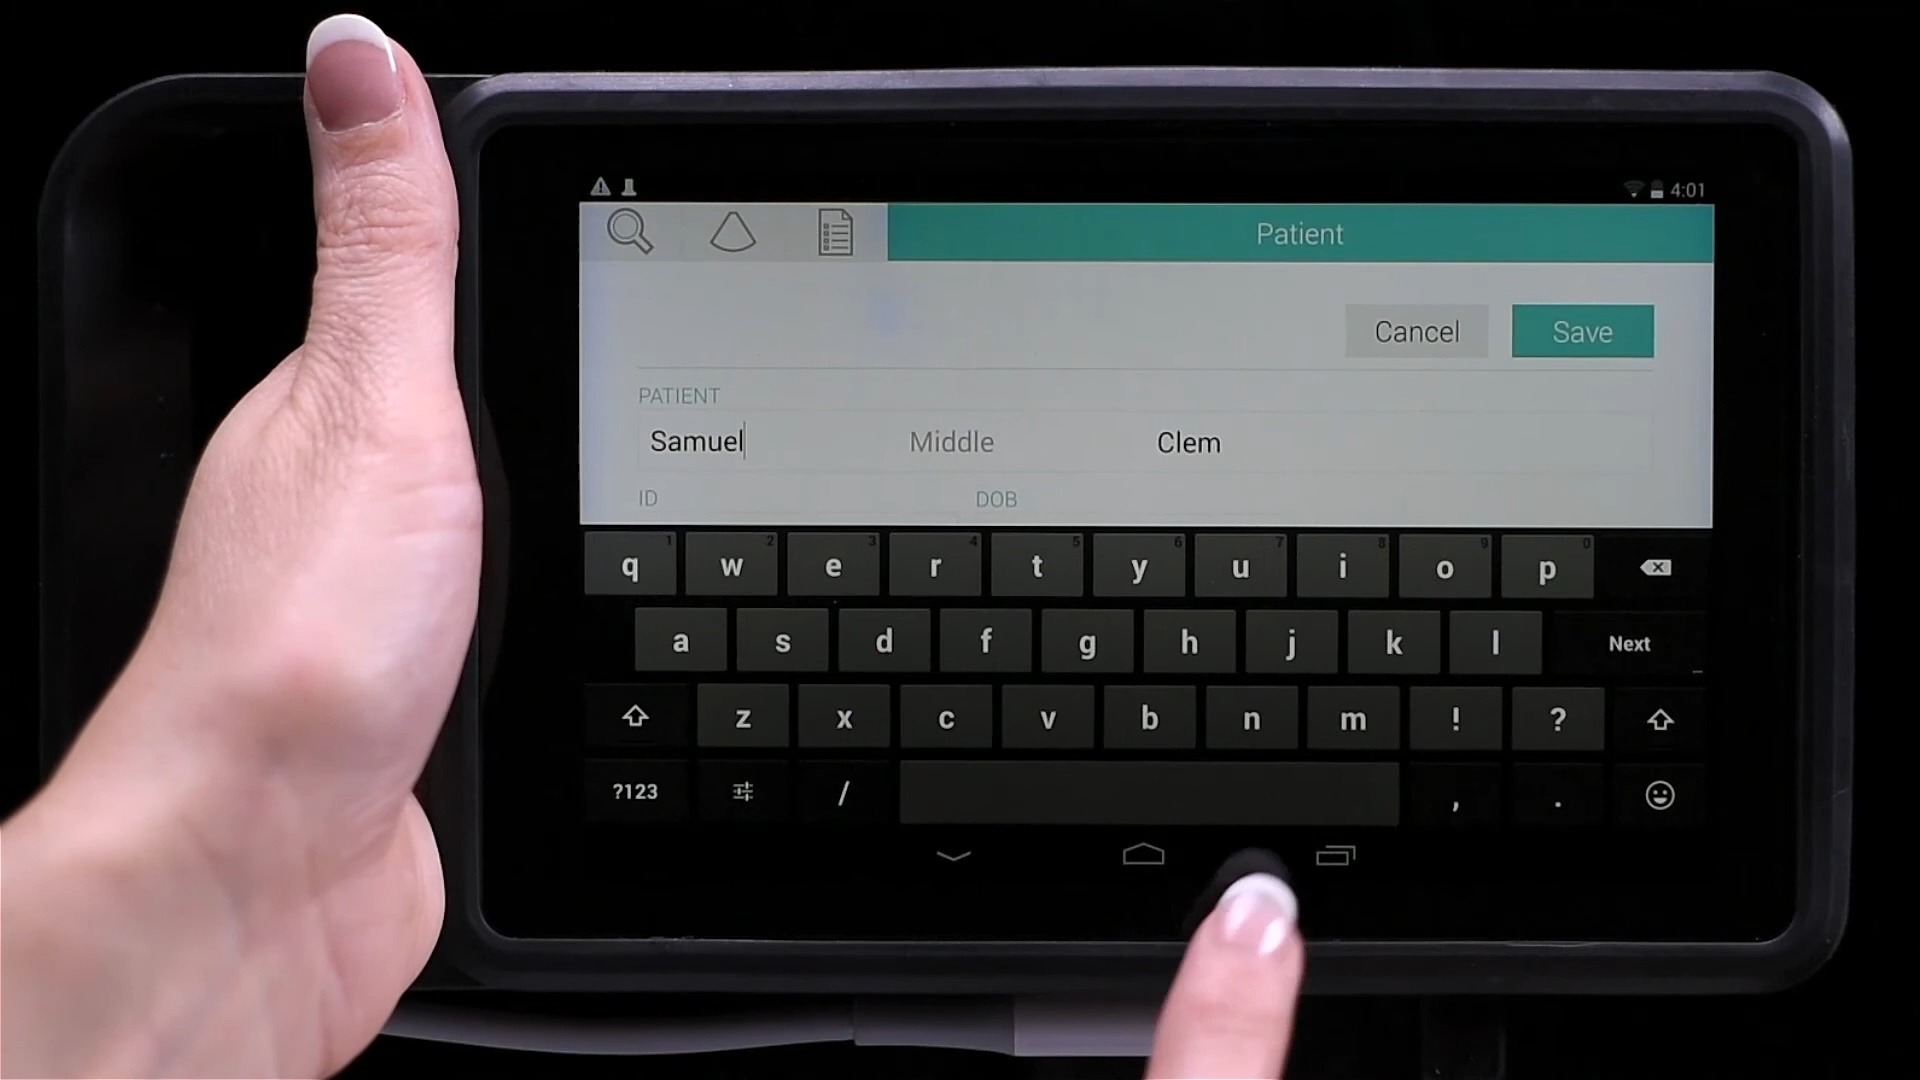 4:01
Patient
Cancel Save
PATIENT
Samuel Middle Clem
ID DOB
1 2 3 4 5 6 7 8 9 0
q w e r t y u i o p
a s d f g h j k l Next
z x c v b n m ! ?
?123 / , .